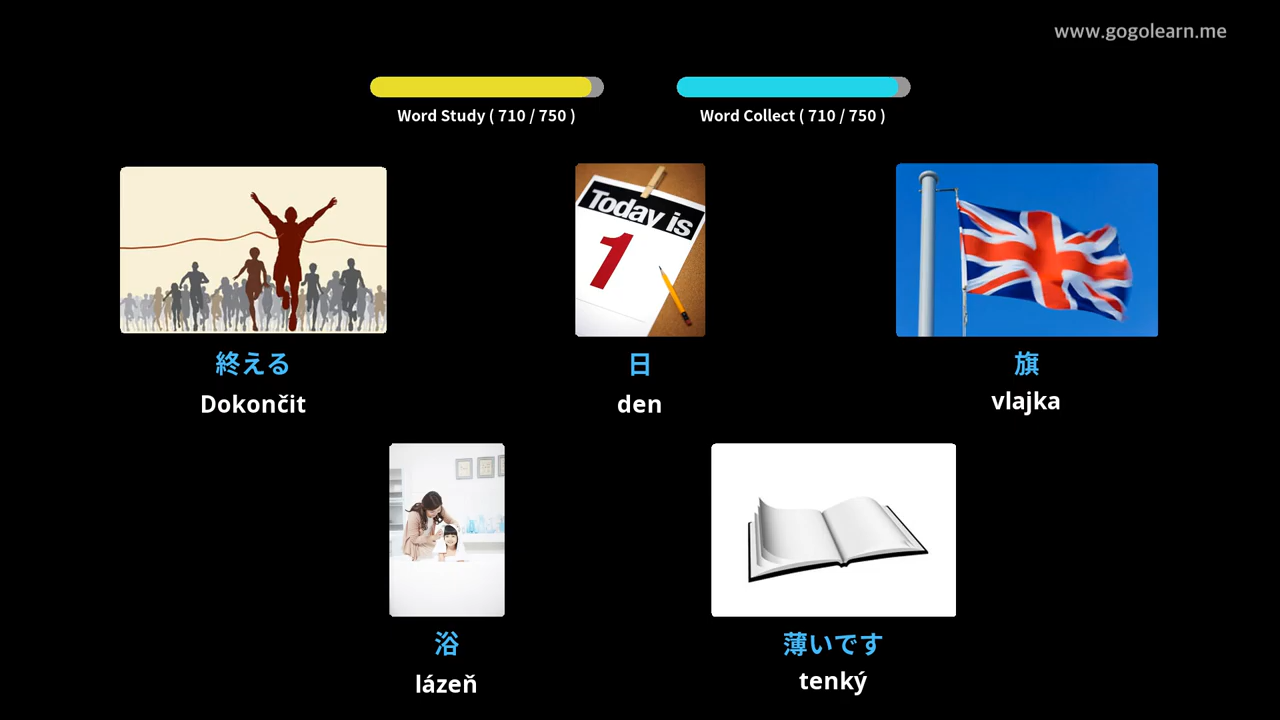 www.gogolearn.me
Word Study ( 710 / 750 )
Word Collect ( 710 / 750 )
Today is
1
終える
Dokončit
日
den
旗
vlajka
浴
lázeň
薄いです
tenký